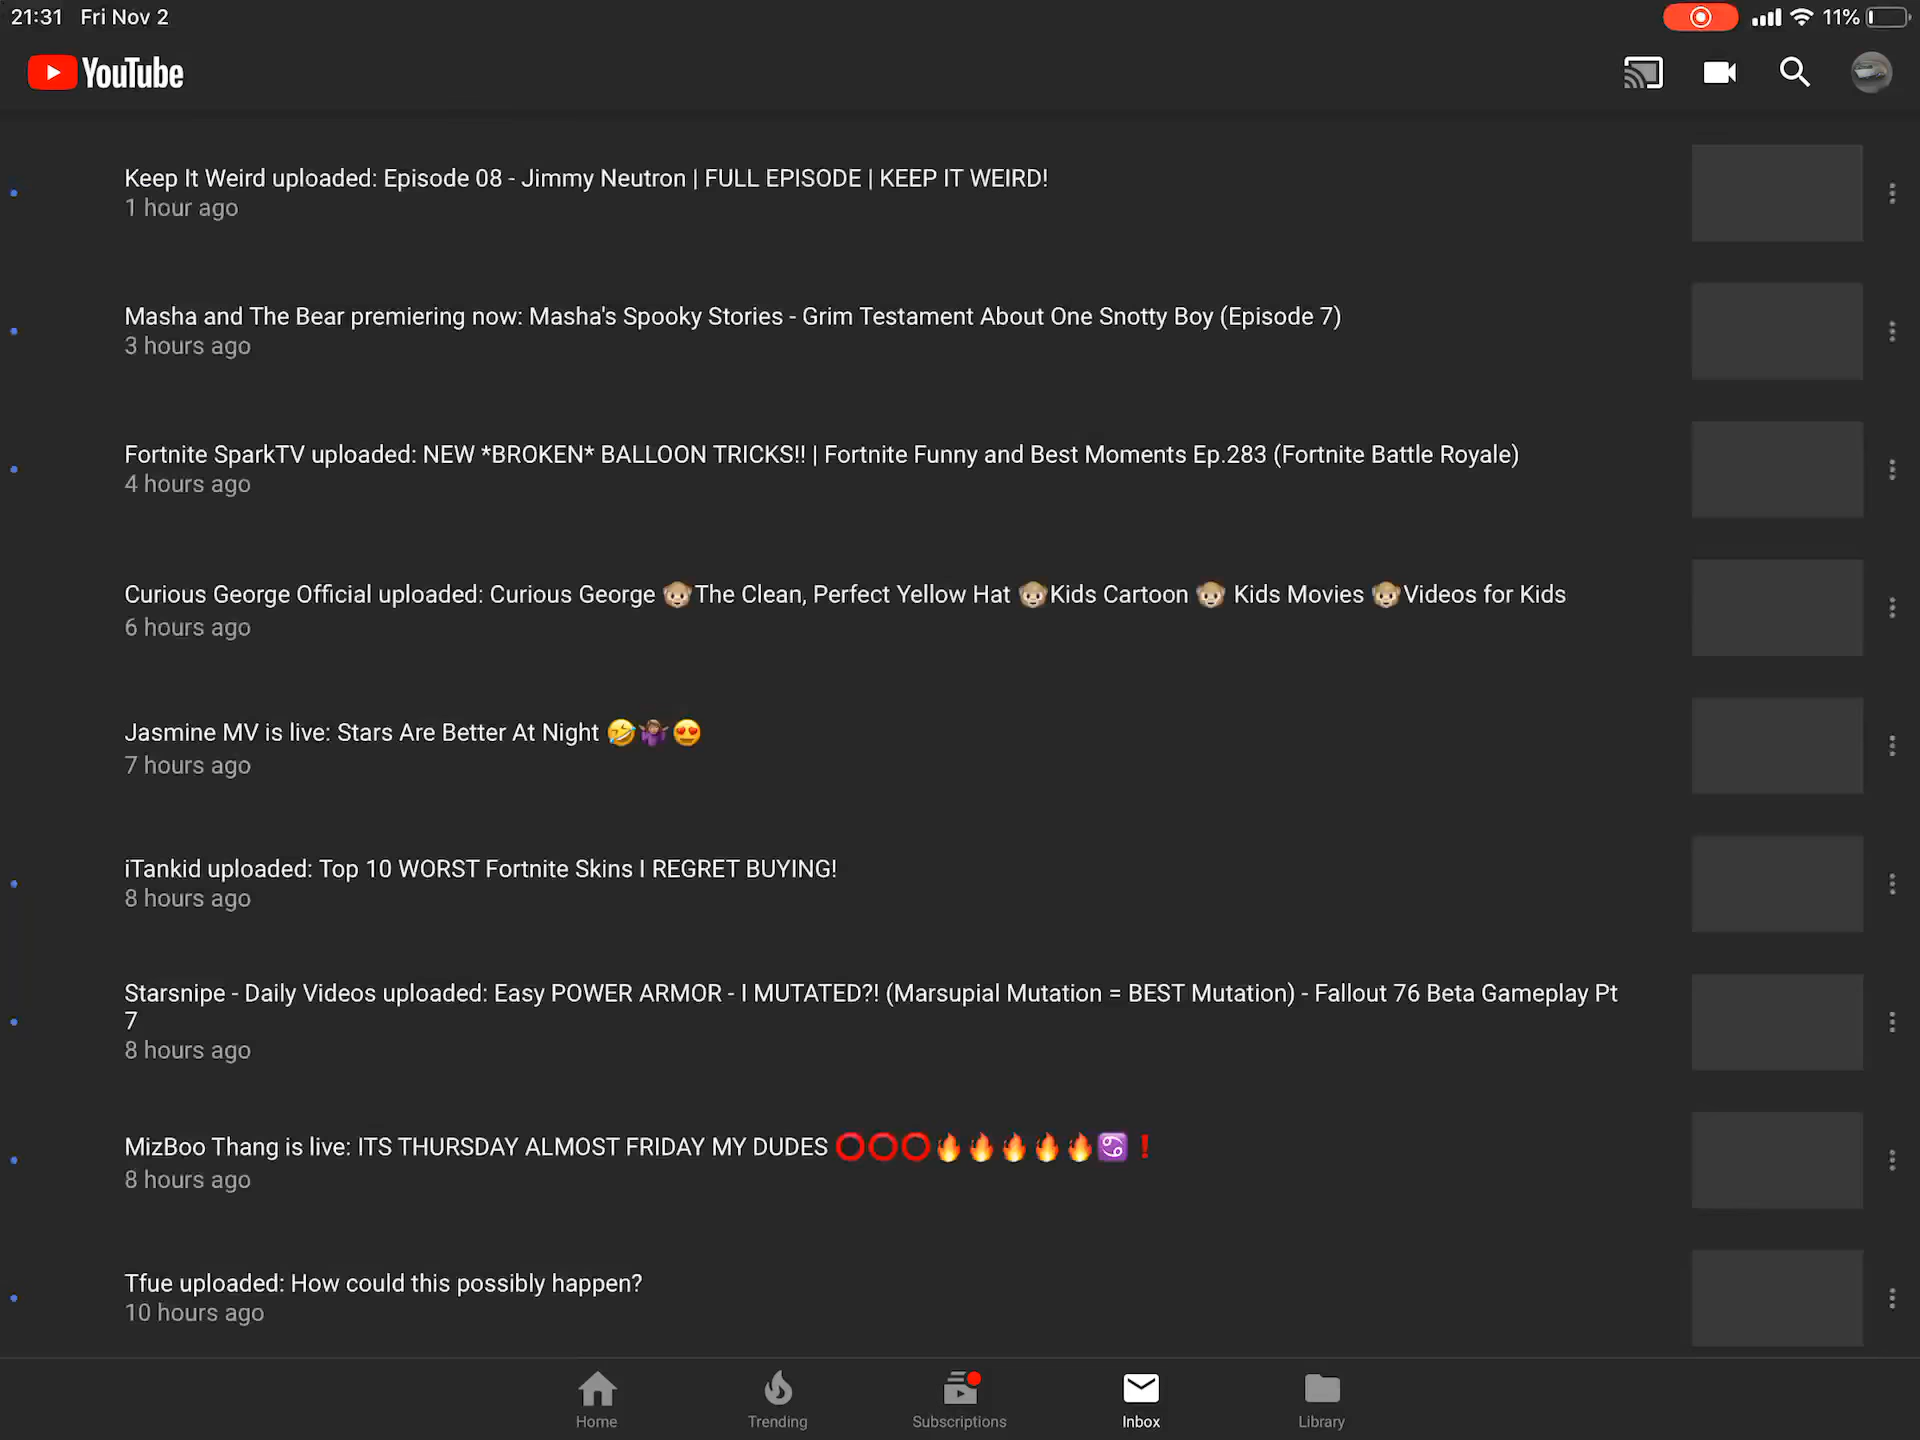 21:31 Fri Nov 2
11%
YouTube
Keep It Weird uploaded: Episode 08 - Jimmy Neutron | FULL EPISODE | KEEP IT WEIRD!
1 hour ago
Masha and The Bear premiering now: Masha's Spooky Stories - Grim Testament About One Snotty Boy (Episode 7)
3 hours ago
Fortnite SparkTV uploaded: NEW *BROKEN* BALLOON TRICKS!! | Fortnite Funny and Best Moments Ep.283 (Fortnite Battle Royale)
4 hours ago
Curious George Official uploaded: Curious George 🐵The Clean, Perfect Yellow Hat 🐵Kids Cartoon 🐵 Kids Movies 🐵Videos for Kids
6 hours ago
Jasmine MV is live: Stars Are Better At Night 🤣🤷🏽‍♀️😍
7 hours ago
iTankid uploaded: Top 10 WORST Fortnite Skins I REGRET BUYING!
8 hours ago
Starsnipe - Daily Videos uploaded: Easy POWER ARMOR - I MUTATED?! (Marsupial Mutation = BEST Mutation) - Fallout 76 Beta Gameplay Pt
7
8 hours ago
MizBoo Thang is live: ITS THURSDAY ALMOST FRIDAY MY DUDES ⭕⭕⭕🔥🔥🔥🔥🔥♋❗
8 hours ago
Tfue uploaded: How could this possibly happen?
10 hours ago
Home
Trending
Subscriptions
Inbox
Library